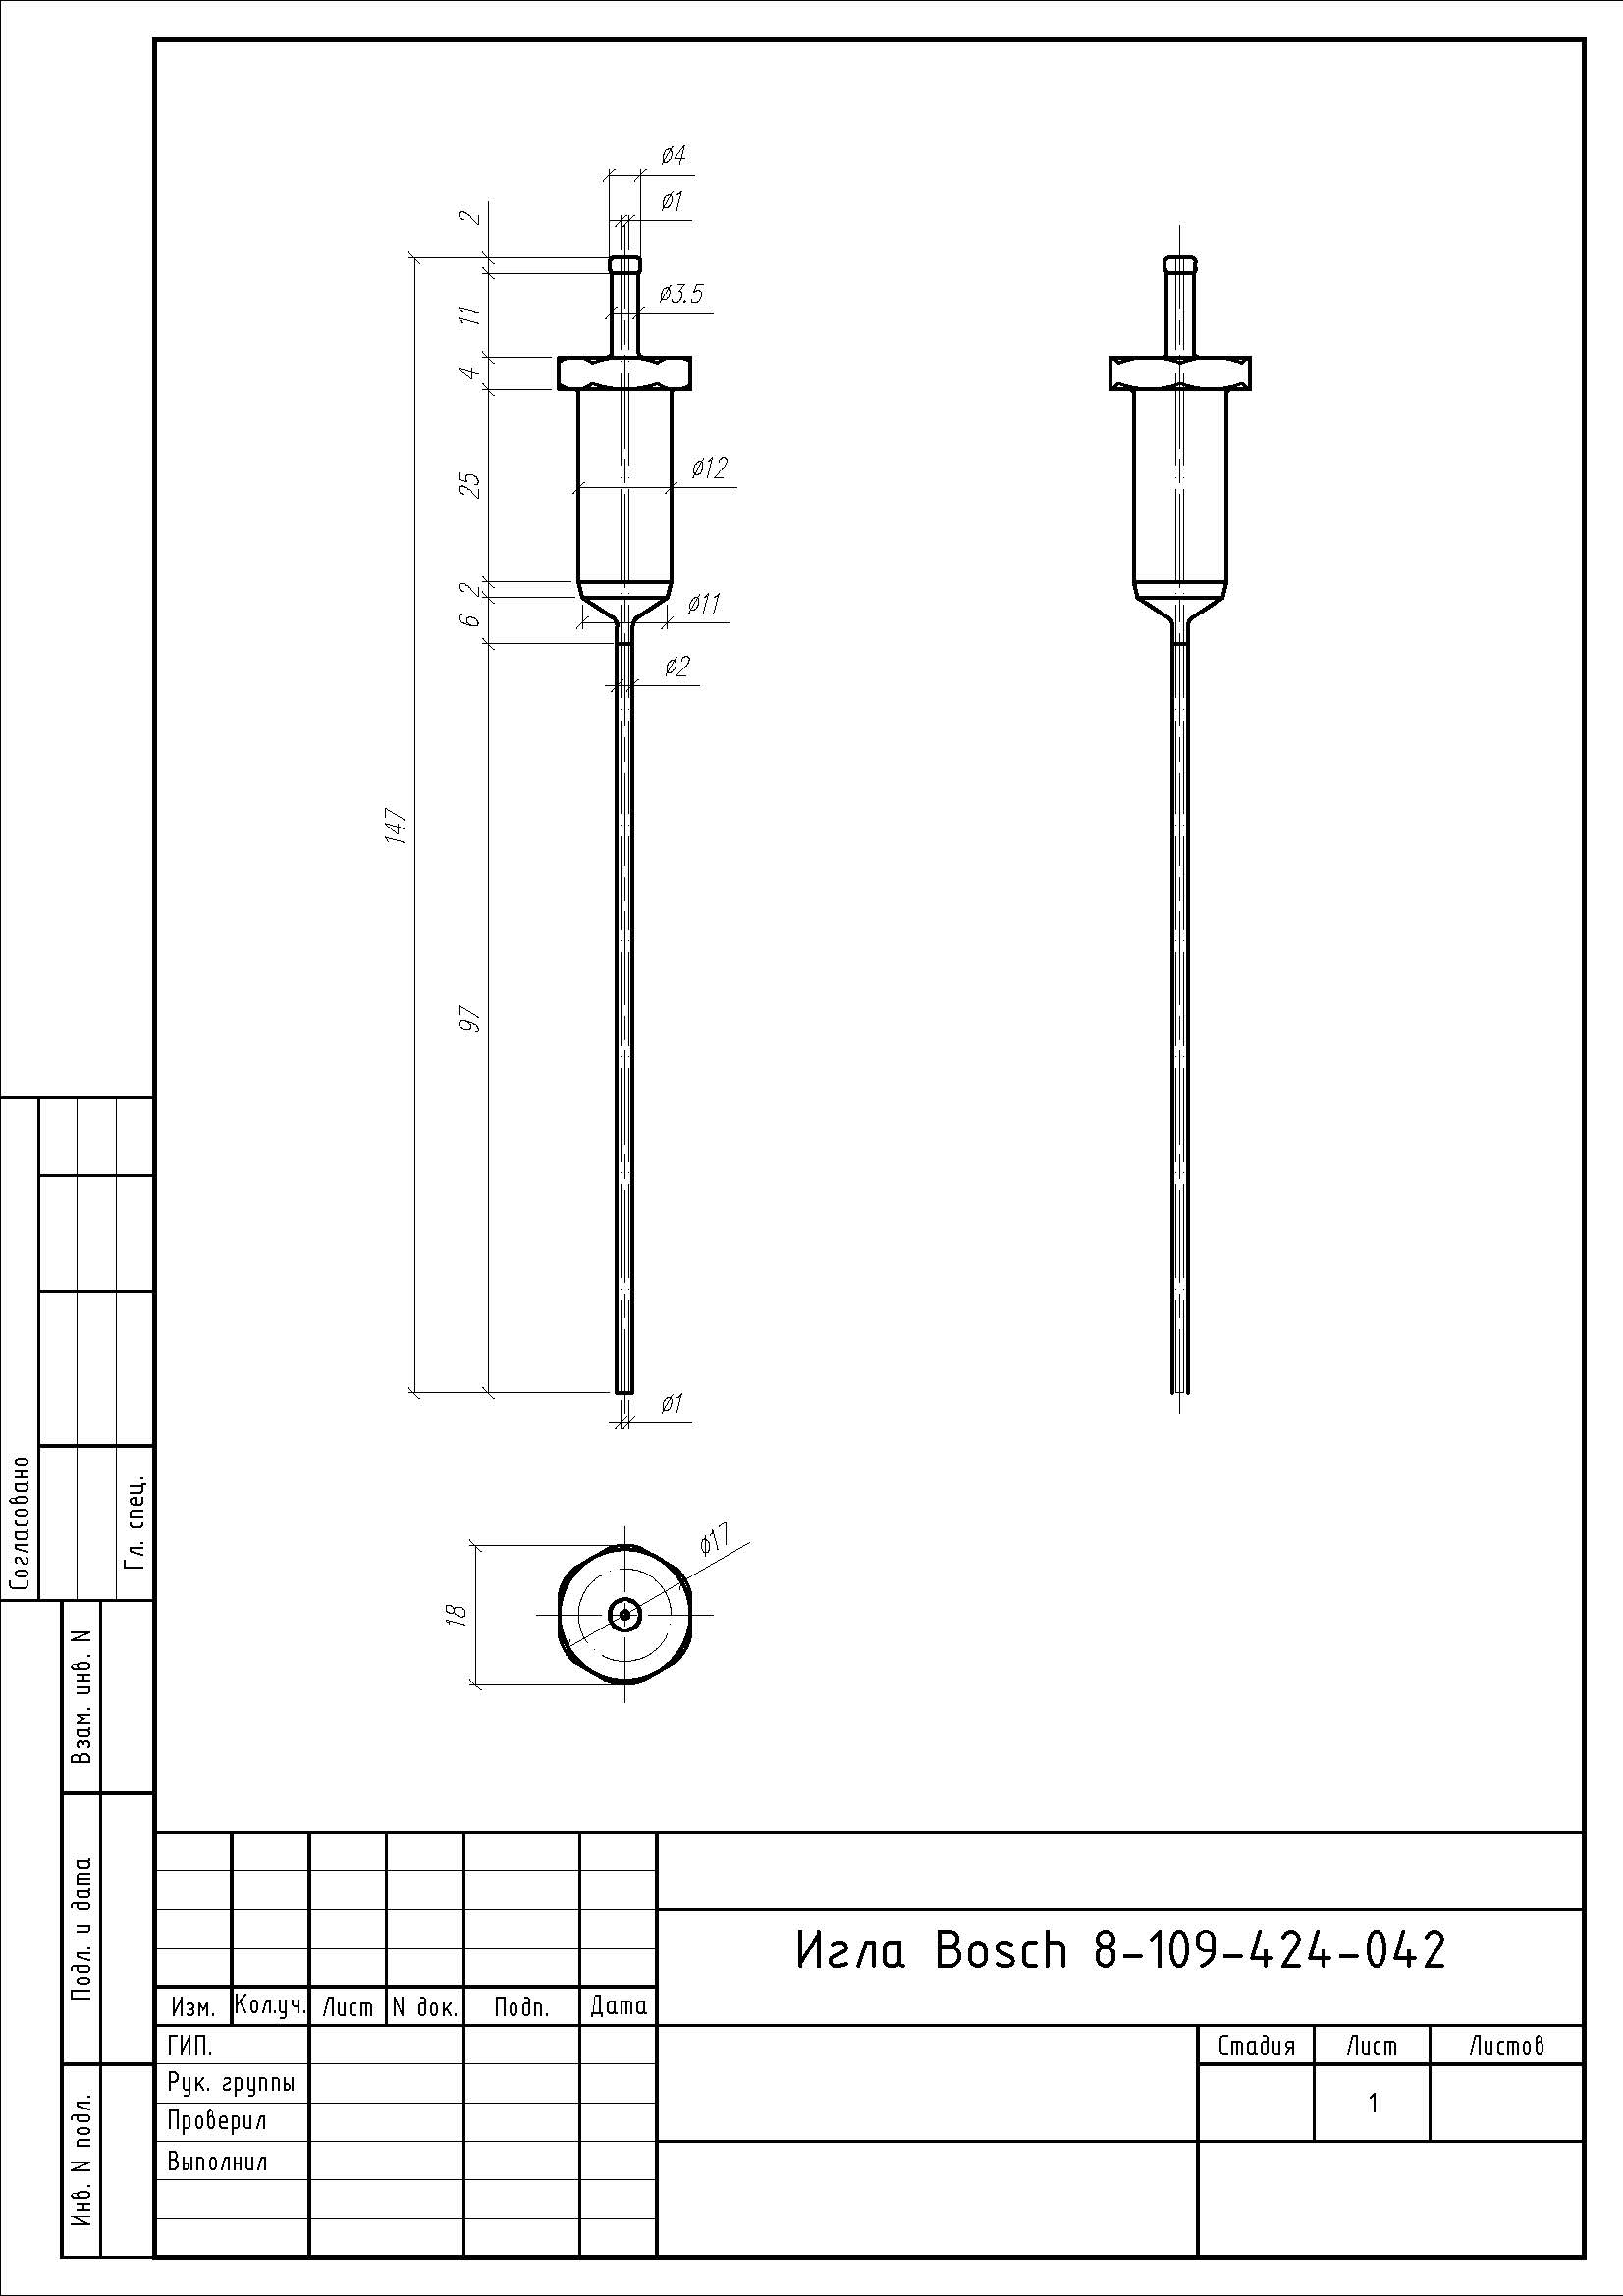 ø4
ø1
2
11
ø3.5
4
25
ø12
2
6
ø11
ø2
147
97
ø1
ø17
18
Согласовано
Гл. спец.
Взам. инв. N
Подл. и дата
Инв. N подл.
Игла Bosch 8-109-424-042
Изм. Кол.уч. Лист N док. Подп. Дата
ГИП. Стадия Лист Листов
Рук. группы
1
Проверил
Выполнил